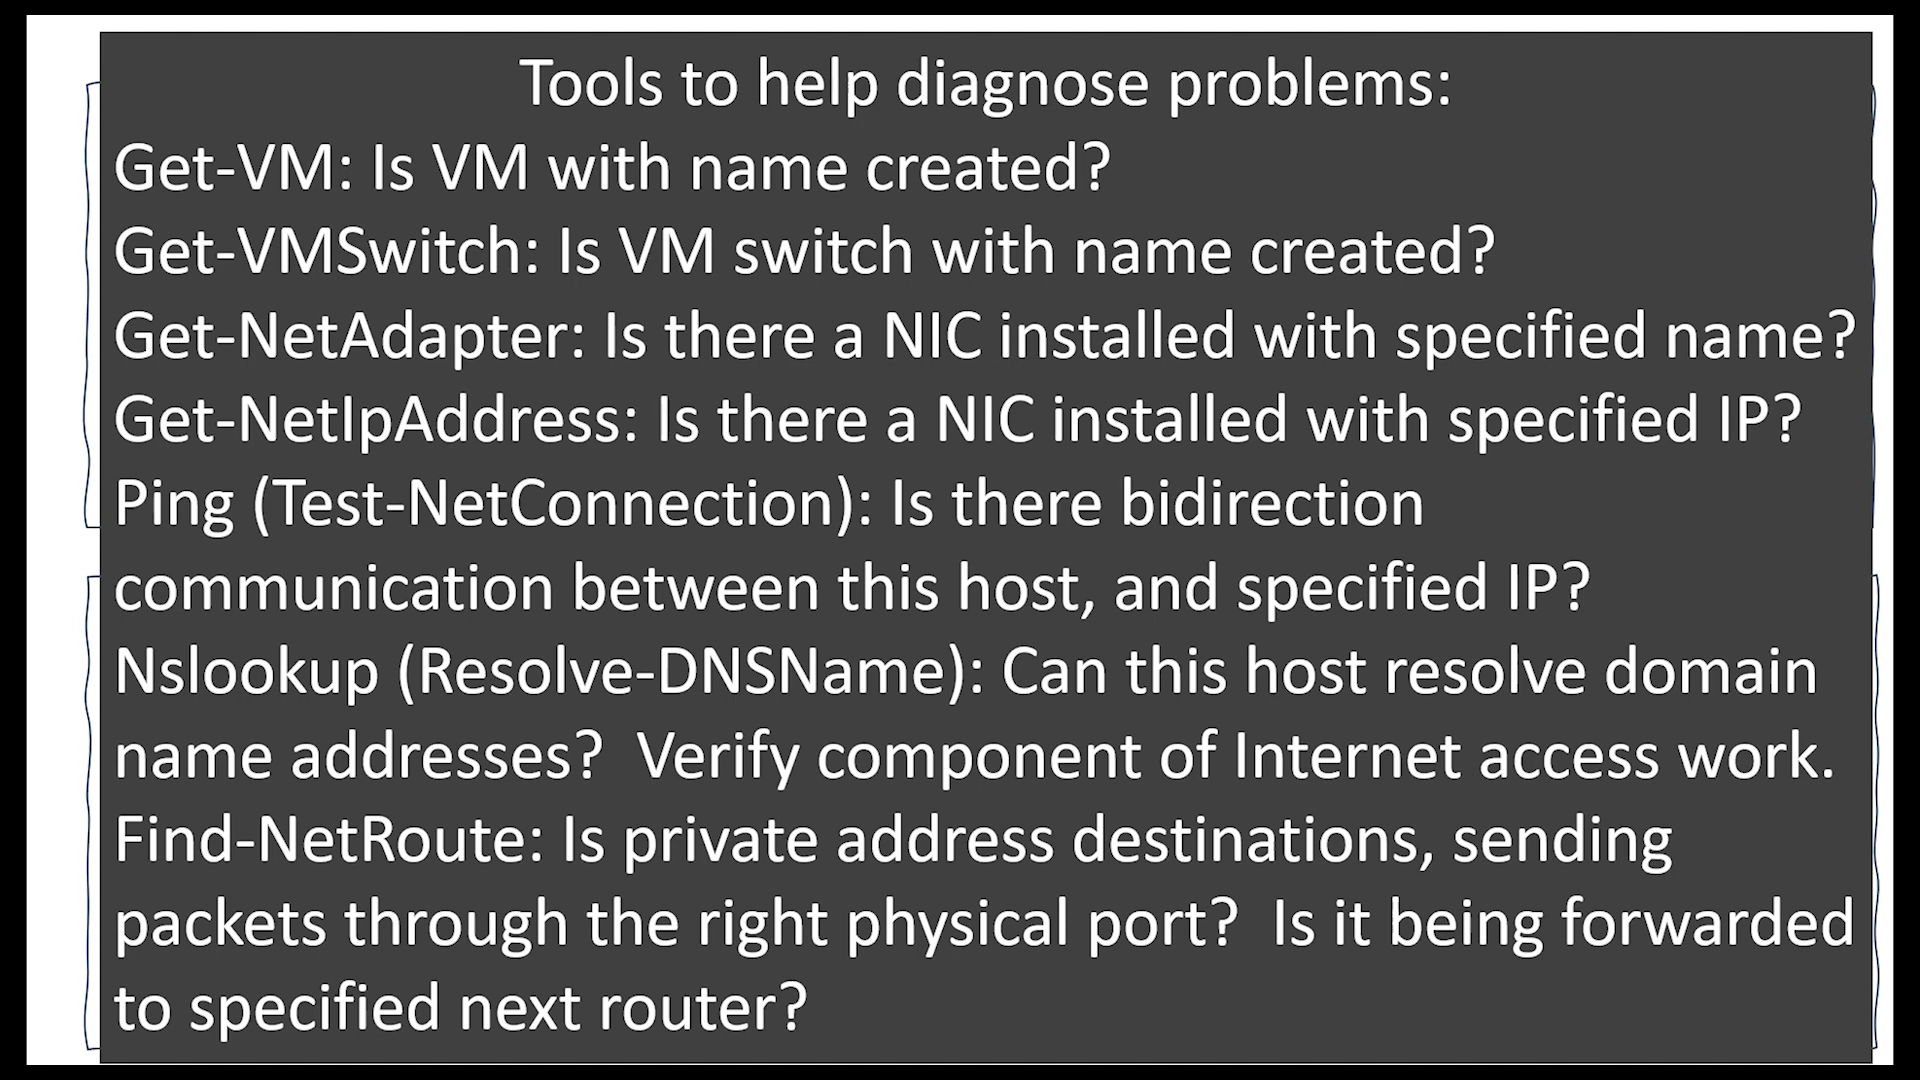 Tools to help diagnose problems:
Get-VM: Is VM with name created?
Get-VMSwitch: Is VM switch with name created?
Get-NetAdapter: Is there a NIC installed with specified name?
Get-NetIpAddress: Is there a NIC installed with specified IP?
Ping (Test-NetConnection): Is there bidirection
communication between this host, and specified IP?
Nslookup (Resolve-DNSName): Can this host resolve domain
name addresses?  Verify component of Internet access work.
Find-NetRoute: Is private address destinations, sending
packets through the right physical port?  Is it being forwarded
to specified next router?